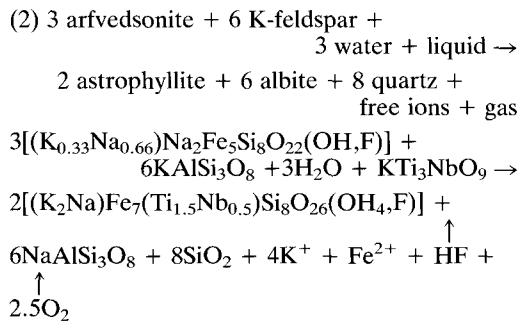 (2) 3 arfvedsonite + 6 K-feldspar +
3 water + liquid →
2 astrophyllite + 6 albite + 8 quartz +
free ions + gas
3[(K₀.₃₃Na₀.₆₆)Na₂Fe₅Si₈O₂₂(OH,F)] +
6KAlSi₃O₈ +3H₂O + KTi₃NbO₉ →
2[(K₂Na)Fe₇(Ti₁.₅Nb₀.₅)Si₈O₂₆(OH₄,F)] +
↑
6NaAlSi₃O₈ + 8SiO₂ + 4K⁺ + Fe²⁺ + HF +
↑
2.5O₂